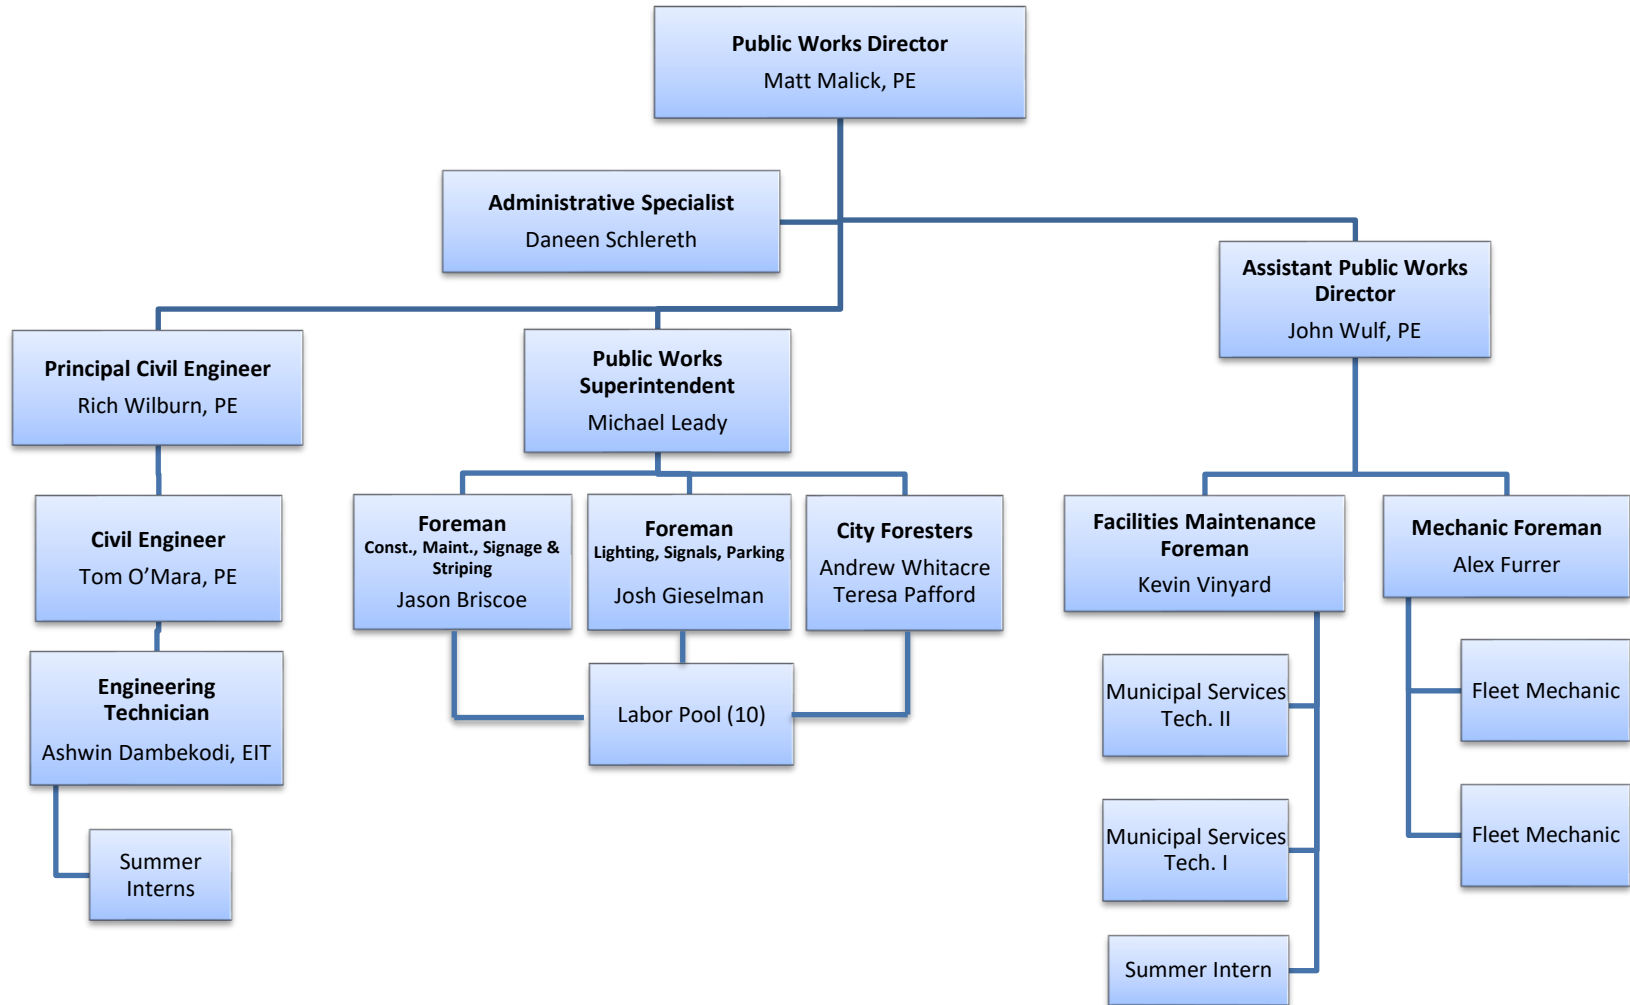 Public Works Director
Matt Malick, PE
Administrative Specialist
Daneen Schlereth
Assistant Public Works
Director
John Wulf, PE
Principal Civil Engineer
Rich Wilburn, PE
Public Works
Superintendent
Michael Leady
Civil Engineer
Tom O’Mara, PE
Foreman
Const., Maint., Signage &
Striping
Jason Briscoe
Foreman
Lighting, Signals, Parking
Josh Gieselman
City Foresters
Andrew Whitacre
Teresa Pafford
Facilities Maintenance
Foreman
Kevin Vinyard
Mechanic Foreman
Alex Furrer
Engineering
Technician
Ashwin Dambekodi, EIT
Labor Pool (10)
Municipal Services
Tech. II
Fleet Mechanic
Summer
Interns
Municipal Services
Tech. I
Fleet Mechanic
Summer Intern